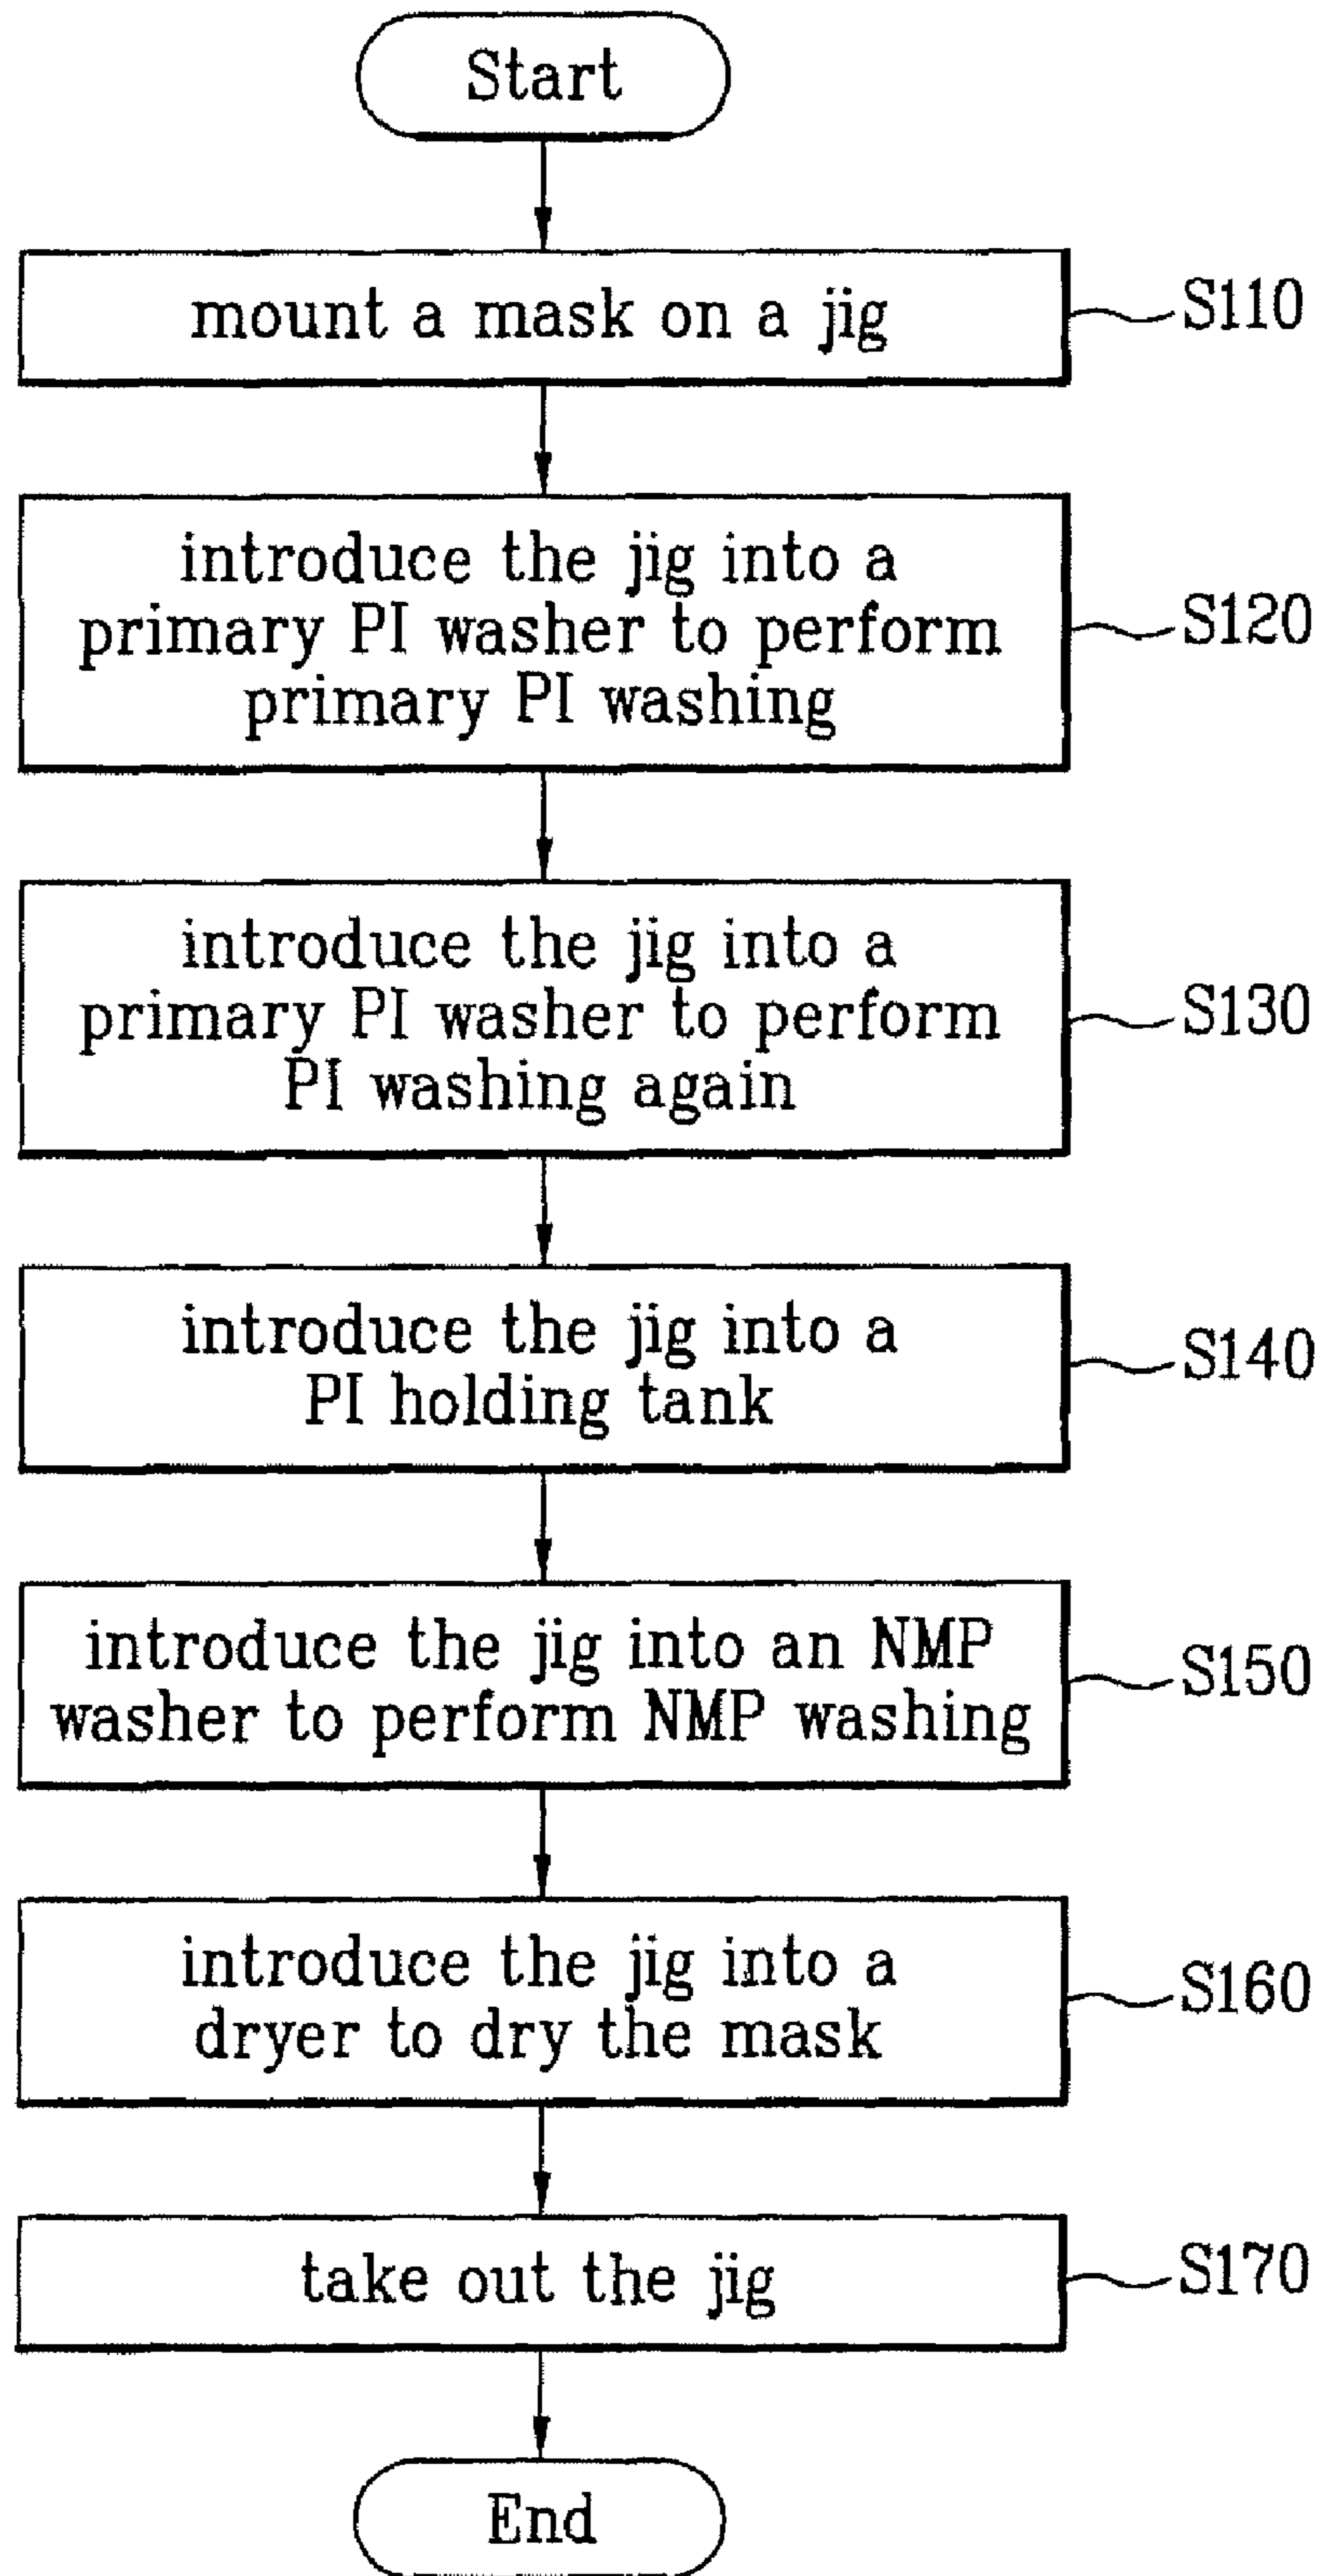 Start
mount a mask on a jig
S110
introduce the jig into a
primary PI washer to perform
primary PI washing
S120
introduce the jig into a
primary PI washer to perform
PI washing again
S130
introduce the jig into a
PI holding tank
S140
introduce the jig into an NMP
washer to perform NMP washing
S150
introduce the jig into a
dryer to dry the mask
S160
take out the jig
S170
End